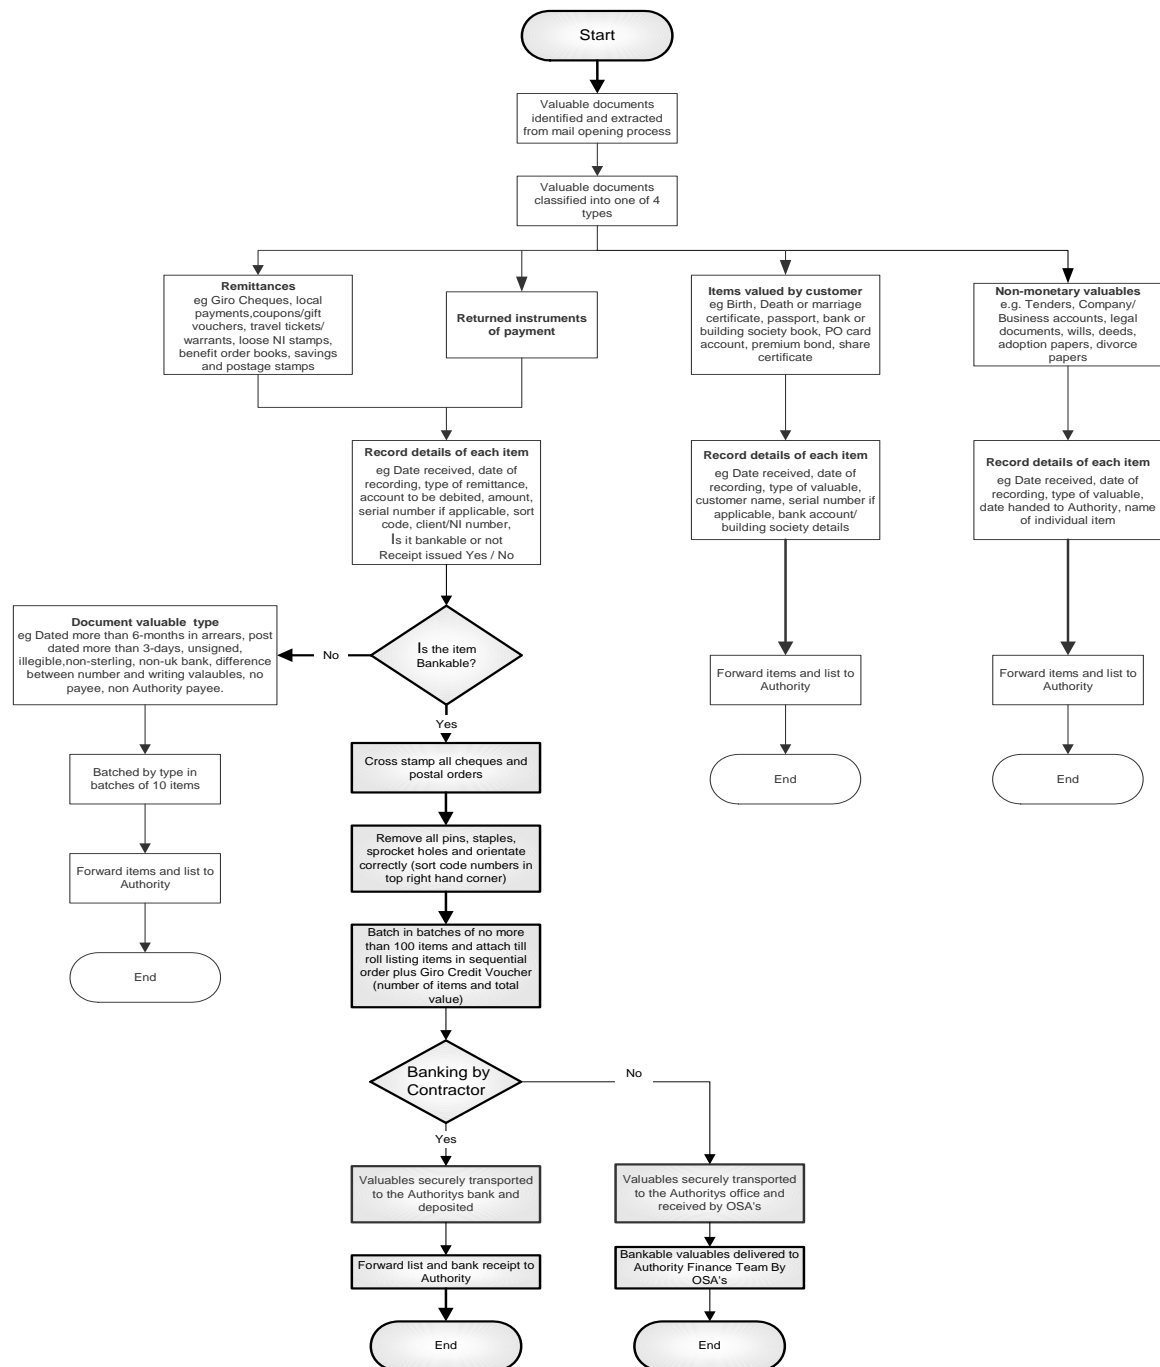 Start
Valuable documents
identified and extracted
from mail opening process
Valuable documents
classified into one of 4
types
Remittances
eg Giro Cheques, local
payments,coupons/gift
vouchers, travel tickets/
warrants, loose NI stamps,
benefit order books, savings
and postage stamps
Returned instruments
of payment
Items valued by customer
eg Birth, Death or marriage
certificate, passport, bank or
building society book, PO card
account, premium bond, share
certificate
Non-monetary valuables
e.g. Tenders, Company/
Business accounts, legal
documents, wills, deeds,
adoption papers, divorce
papers
Record details of each item
eg Date received, date of
recording, type of remittance,
account to be debited, amount,
serial number if applicable, sort
code, client/NI number,
Is it bankable or not
Receipt issued Yes / No
Record details of each item
eg Date received, date of
recording, type of valuable,
customer name, serial number if
applicable, bank account/
building society details
Record details of each item
eg Date received, date of
recording, type of valuable,
date handed to Authority, name
of individual item
Document valuable type
eg Dated more than 6-months in arrears, post
dated more than 3-days, unsigned,
illegible,non-sterling, non-uk bank, difference
between number and writing valaubles, no
payee, non Authority payee.
No
Is the item
Bankable?
Forward items and list to
Authority
Forward items and list to
Authority
Yes
Batched by type in
batches of 10 items
Cross stamp all cheques and
postal orders
End
End
Forward items and list to
Authority
Remove all pins, staples,
sprocket holes and orientate
correctly (sort code numbers in
top right hand corner)
End
Batch in batches of no more
than 100 items and attach till
roll listing items in sequential
order plus Giro Credit Voucher
(number of items and total
value)
Banking by
Contractor
No
Yes
Valuables securely transported
to the Authoritys bank and
deposited
Valuables securely transported
to the Authoritys office and
received by OSA's
Forward list and bank receipt to
Authority
Bankable valuables delivered to
Authority Finance Team By
OSA's
End
End